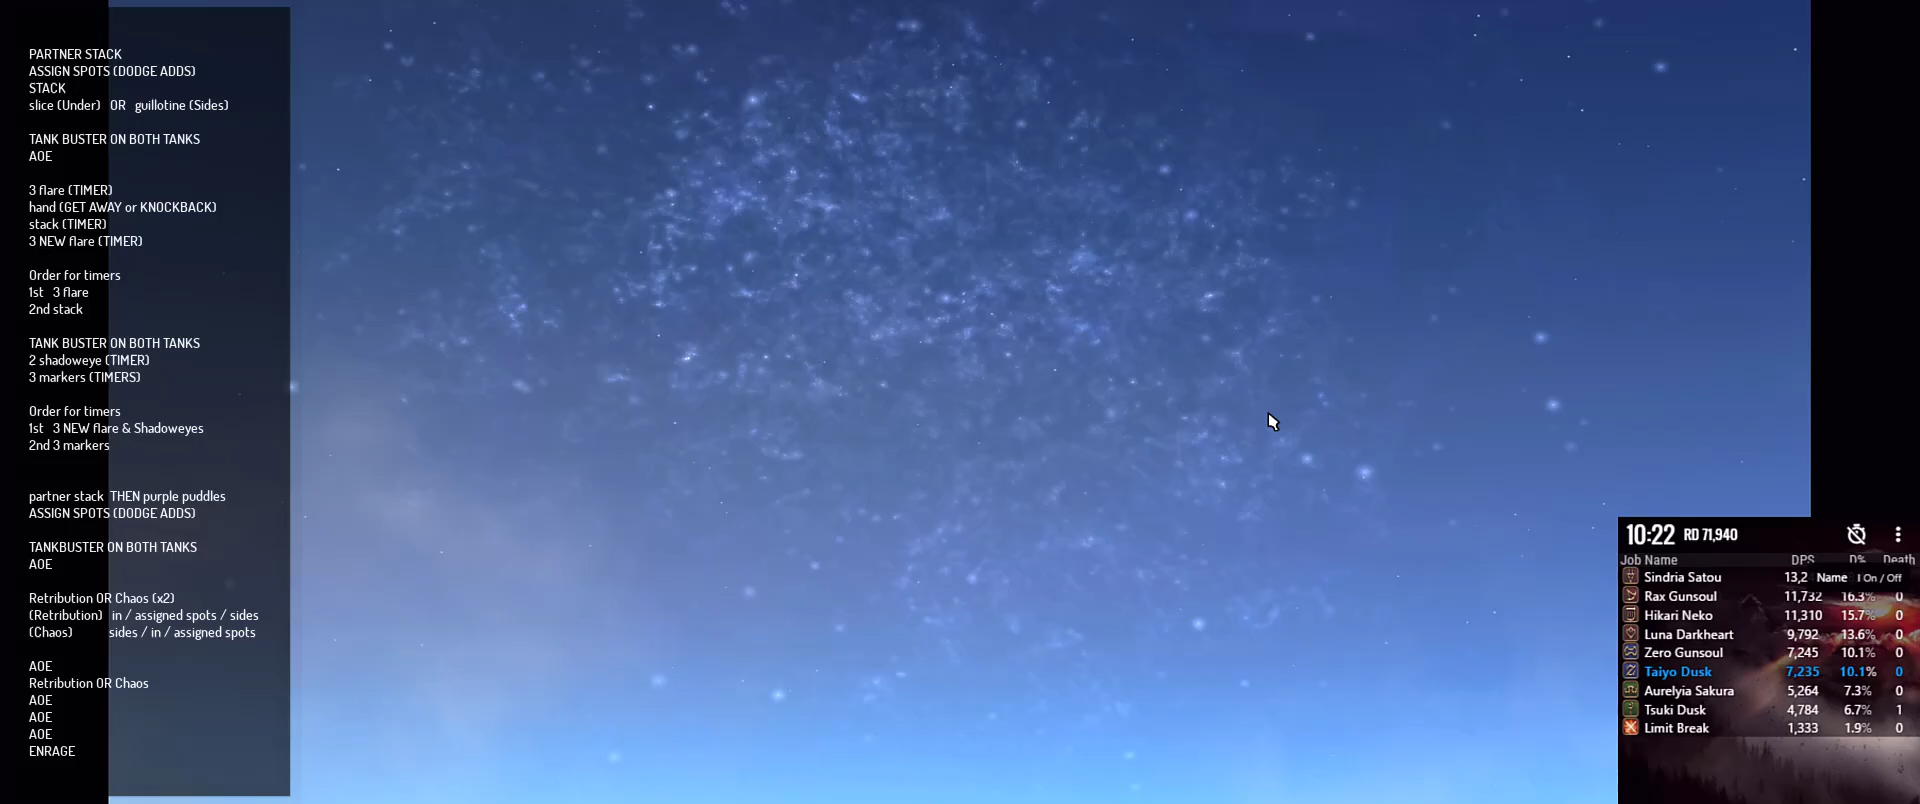 PARTNER STACK
ASSIGN SPOTS (DODGE ADDS)
STACK
slice (Under) OR guillotine (Sides)
TANK BUSTER ON BOTH TANKS
AOE
3 flare (TIMER)
hand (GET AWAY or KNOCKBACK)
stack (TIMER)
3 NEW flare (TIMER)
Order for timers
1st 3 flare
2nd stack
TANK BUSTER ON BOTH TANKS
2 shadoweye (TIMER)
3 markers (TIMERS)
Order for timers
1st 3 NEW flare & Shadoweyes
2nd 3 markers
partner stack THEN purple puddles
ASSIGN SPOTS (DODGE ADDS)
TANKBUSTER ON BOTH TANKS
AOE
Retribution OR Chaos (x2)
(Retribution) in / assigned spots / sides
(Chaos) sides / in / assigned spots
AOE
Retribution OR Chaos
AOE
AOE
AOE
ENRAGE
10:22 RD 71,940
Job Name DPS D% Death
Sindria Satou 13,2 Name I On / Off
Rax Gunsoul 11,732 16.3% 0
Hikari Neko 11,310 15.7% 0
Luna Darkheart 9,792 13.6% 0
Zero Gunsoul 7,245 10.1% 0
Taiyo Dusk 7,235 10.1% 0
Aurelyia Sakura 5,264 7.3% 0
Tsuki Dusk 4,784 6.7% 1
Limit Break 1,333 1.9% 0